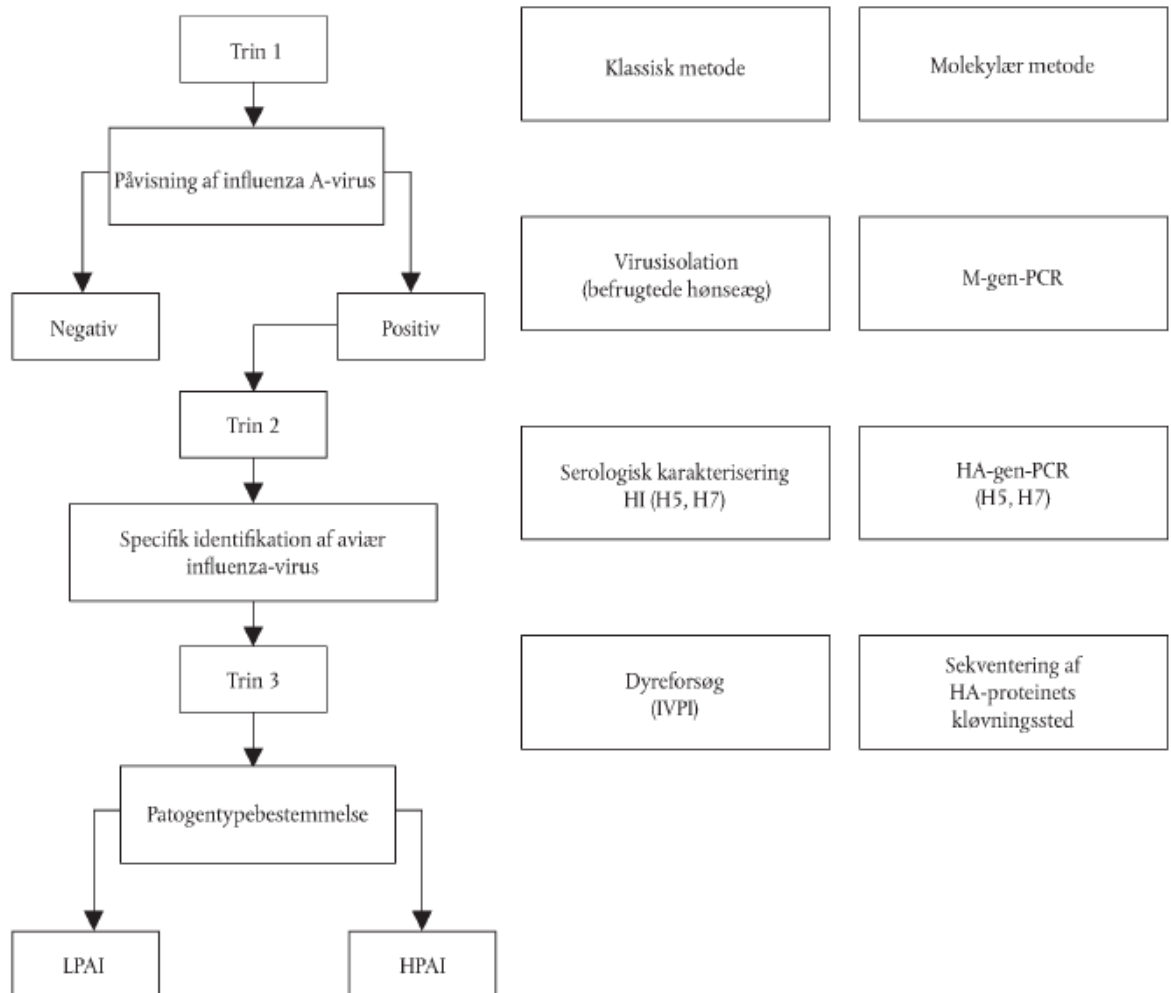 Trin 1
Påvisning af influenza A-virus
Negativ
Positiv
Trin 2
Specifik identifikation af aviær
influenza-virus
Trin 3
Patogentypebestemmelse
LPAI
HPAI
Klassisk metode
Molekylær metode
Virusisolation
(befrugtede hønseæg)
M-gen-PCR
Serologisk karakterisering
HI (H5, H7)
HA-gen-PCR
(H5, H7)
Dyreforsøg
(IVPI)
Sekventering af
HA-proteinets
kløvningssted